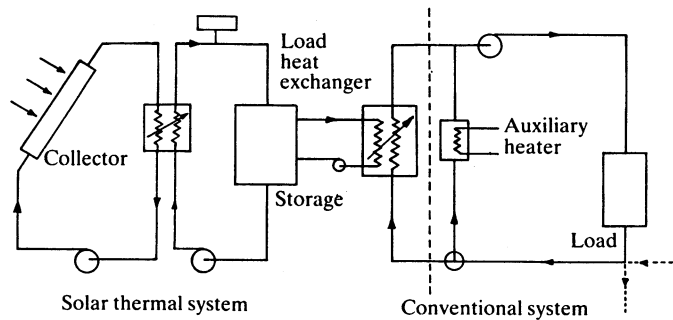 Load
heat
exchanger
Collector
Auxiliary
heater
Storage
Load
Solar thermal system
Conventional system